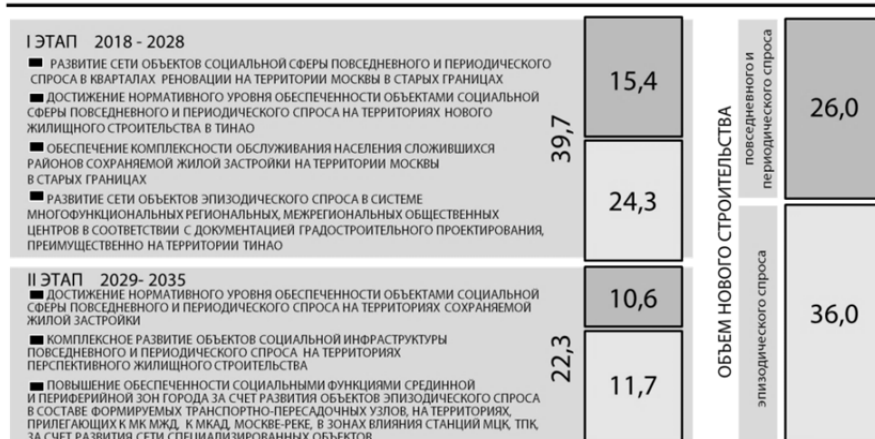 I ЭТАП 2018 - 2028
РАЗВИТИЕ СЕТИ ОБЪЕКТОВ СОЦИАЛЬНОЙ СФЕРЫ ПОВСЕДНЕВНОГО И ПЕРИОДИЧЕСКОГО
СПРОСА В КВАРТАЛАХ РЕНОВАЦИИ НА ТЕРРИТОРИИ МОСКВЫ В СТАРЫХ ГРАНИЦАХ
ДОСТИЖЕНИЕ НОРМАТИВНОГО УРОВНЯ ОБЕСПЕЧЕННОСТИ ОБЪЕКТАМИ СОЦИАЛЬНОЙ
СФЕРЫ ПОВСЕДНЕВНОГО И ПЕРИОДИЧЕСКОГО СПРОСА НА ТЕРРИТОРИЯХ НОВОГО
ЖИЛИЩНОГО СТРОИТЕЛЬСТВА В ТИНАО
ОБЕСПЕЧЕНИЕ КОМПЛЕКСНОСТИ ОБСЛУЖИВАНИЯ НАСЕЛЕНИЯ СЛОЖИВШИХСЯ
РАЙОНОВ СОХРАНЯЕМОЙ ЖИЛОЙ ЗАСТРОЙКИ НА ТЕРРИТОРИИ МОСКВЫ
В СТАРЫХ ГРАНИЦАХ
РАЗВИТИЕ СЕТИ ОБЪЕКТОВ ЭПИЗОДИЧЕСКОГО СПРОСА В СИСТЕМЕ
МНОГОФУНКЦИОНАЛЬНЫХ РЕГИОНАЛЬНЫХ, МЕЖРЕГИОНАЛЬНЫХ ОБЩЕСТВЕННЫХ
ЦЕНТРОВ В СООТВЕТСТВИИ С ДОКУМЕНТАЦИЕЙ ГРАДОСТРОИТЕЛЬНОГО ПРОЕКТИРОВАНИЯ,
ПРЕИМУЩЕСТВЕННО НА ТЕРРИТОРИИ ТИНАО
39,7
15,4
24,3
II ЭТАП 2029- 2035
ДОСТИЖЕНИЕ НОРМАТИВНОГО УРОВНЯ ОБЕСПЕЧЕННОСТИ ОБЪЕКТАМИ СОЦИАЛЬНОЙ
СФЕРЫ ПОВСЕДНЕВНОГО И ПЕРИОДИЧЕСКОГО СПРОСА НА ТЕРРИТОРИЯХ СОХРАНЯЕМОЙ
ЖИЛОЙ ЗАСТРОЙКИ
КОМПЛЕКСНОЕ РАЗВИТИЕ ОБЪЕКТОВ СОЦИАЛЬНОЙ ИНФРАСТРУКТУРЫ
ПОВСЕДНЕВНОГО И ПЕРИОДИЧЕСКОГО СПРОСА НА ТЕРРИТОРИЯХ
ПЕРСПЕКТИВНОГО ЖИЛИЩНОГО СТРОИТЕЛЬСТВА
ПОВЫШЕНИЕ ОБЕСПЕЧЕННОСТИ СОЦИАЛЬНЫМИ ФУНКЦИЯМИ СРЕДИННОЙ
И ПЕРИФЕРИЙНОЙ ЗОН ГОРОДА ЗА СЧЕТ РАЗВИТИЯ ОБЪЕКТОВ ЭПИЗОДИЧЕСКОГО СПРОСА
В СОСТАВЕ ФОРМИРУЕМЫХ ТРАНСПОРТНО-ПЕРЕСАДОЧНЫХ УЗЛОВ, НА ТЕРРИТОРИЯХ,
ПРИЛЕГАЮЩИХ К МК МЖД, К МКАД, МОСКВЕ-РЕКЕ, В ЗОНАХ ВЛИЯНИЯ СТАНЦИЙ МЦК, ТПК,
ЗА СЧЕТ РАЗВИТИЯ СЕТИ СПЕЦИАЛИЗИРОВАННЫХ ОБЪЕКТОВ
22,3
10,6
11,7
ОБЪЕМ НОВОГО СТРОИТЕЛЬСТВА
повседневного и
периодического спроса
26,0
эпизодического спроса
36,0